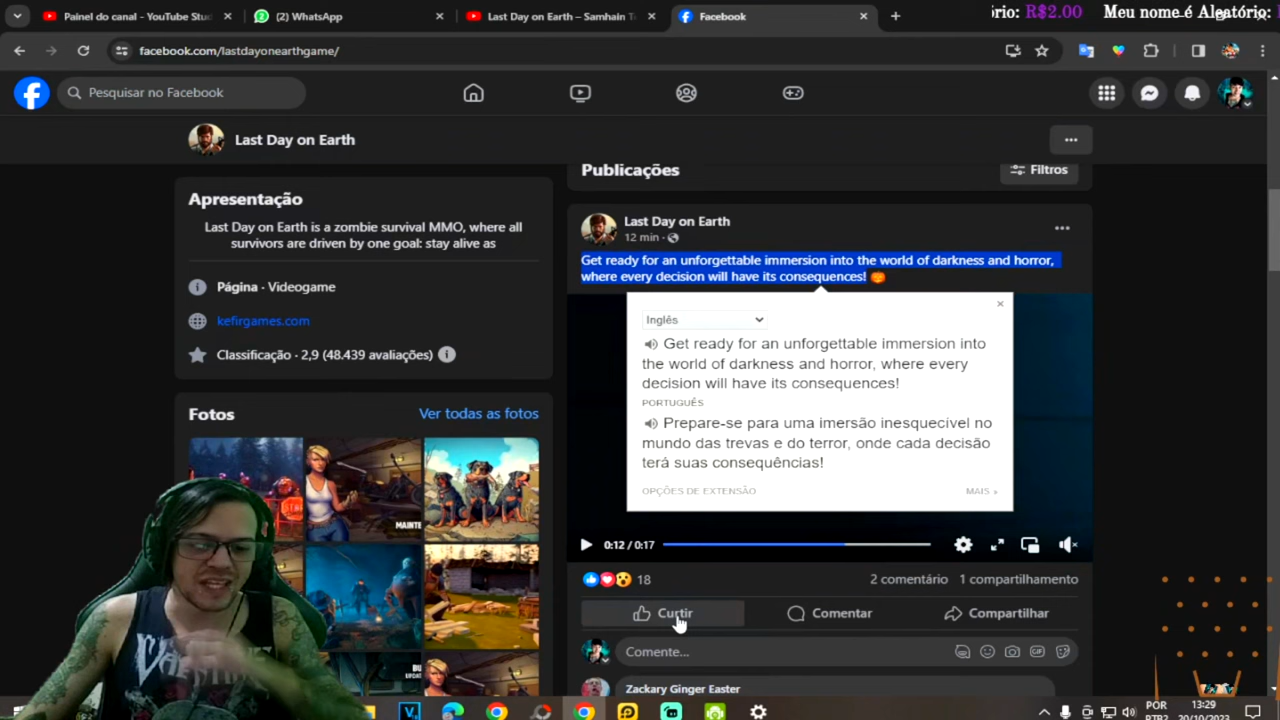 Painel do canal - YouTube Stud
(2) WhatsApp
Last Day on Earth – Samhain T
Facebook
ório: R$2.00 Meu nome é Aleatório:
facebook.com/lastdayonearthgame/
Pesquisar no Facebook
Last Day on Earth
Apresentação
Last Day on Earth is a zombie survival MMO, where all
survivors are driven by one goal: stay alive as
Página · Videogame
kefirgames.com
Classificação · 2,9 (48.439 avaliações)
Fotos
Ver todas as fotos
MAINTE
Publicações
Filtros
Last Day on Earth
12 min ·
Get ready for an unforgettable immersion into the world of darkness and horror,
where every decision will have its consequences!
Inglês
Get ready for an unforgettable immersion into
the world of darkness and horror, where every
decision will have its consequences!
PORTUGUÊS
Prepare-se para uma imersão inesquecível no
mundo das trevas e do terror, onde cada decisão
terá suas consequências!
OPÇÕES DE EXTENSÃO
MAIS »
0:12 / 0:17
18
2 comentário
1 compartilhamento
Curtir
Comentar
Compartilhar
Comente...
GIF
Zackary Ginger Easter
POR
PTB2
13:29
20/10/2023